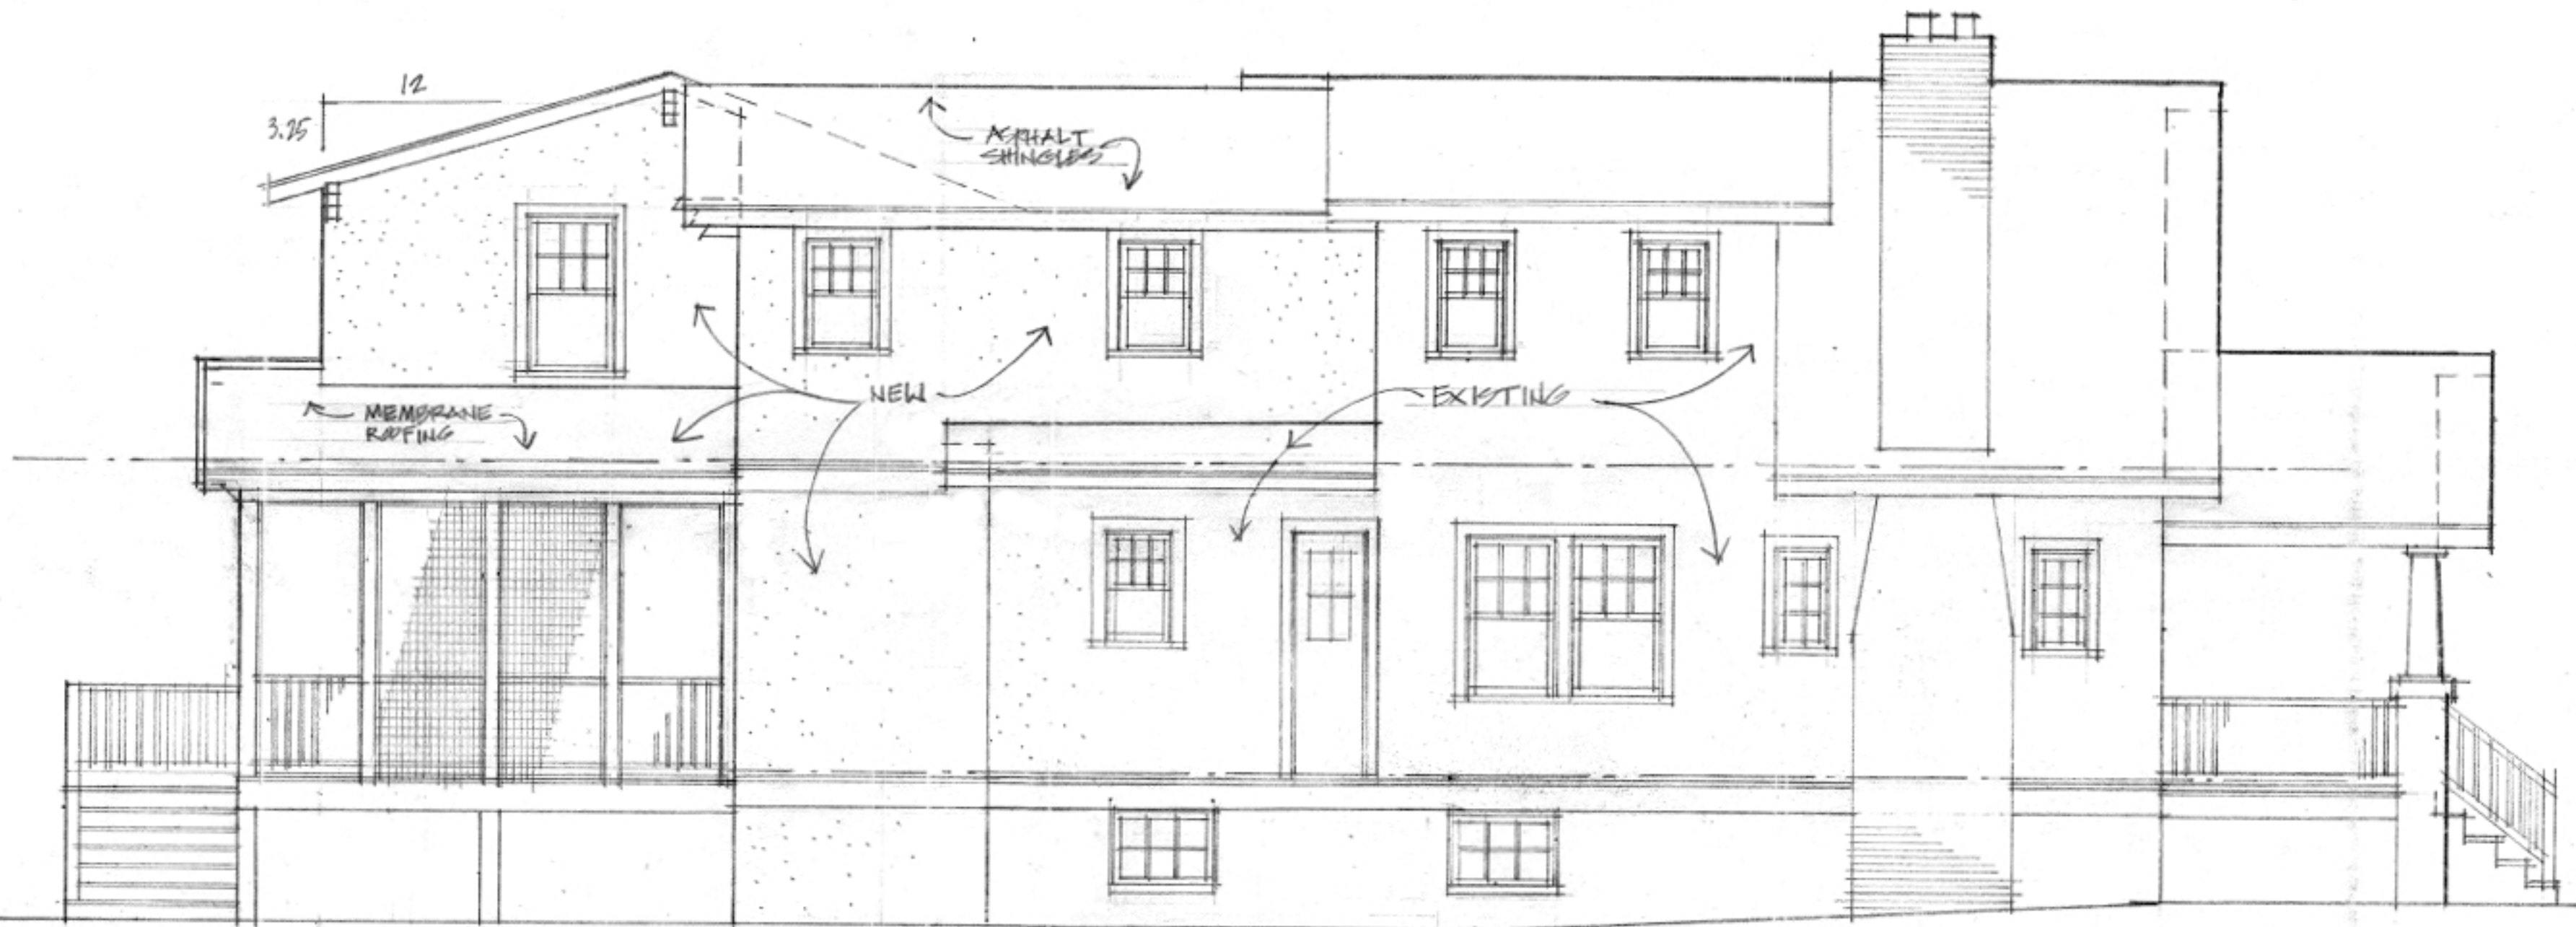 12
3.25
ASPHALT
SHINGLES
NEW
EXISTING
MEMBRANE
ROOFING